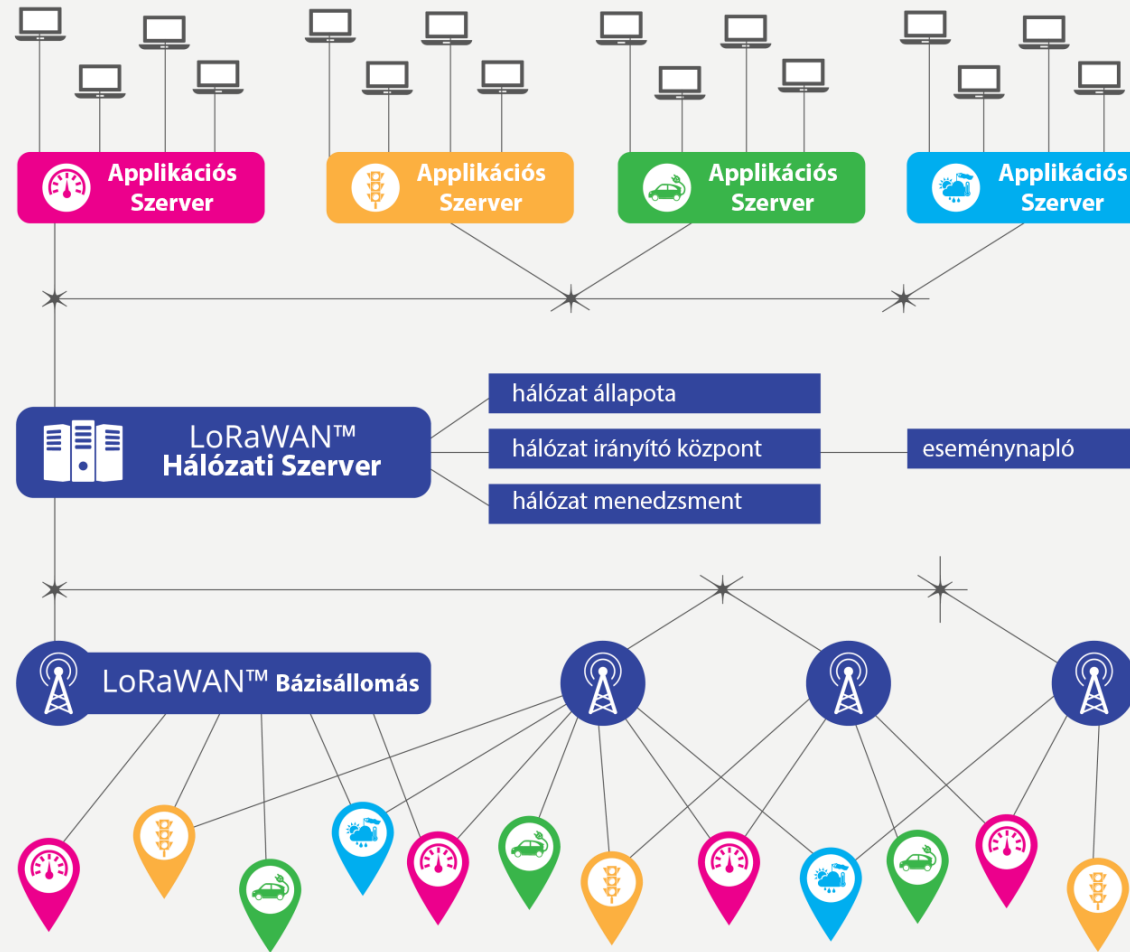 Applikációs
Szerver
Applikációs
Szerver
Applikációs
Szerver
Applikációs
Szerver
LoRaWAN™
Hálózati Szerver
hálózat állapota
hálózat irányító központ
hálózat menedzsment
eseménynapló
LoRaWAN™ Bázisállomás